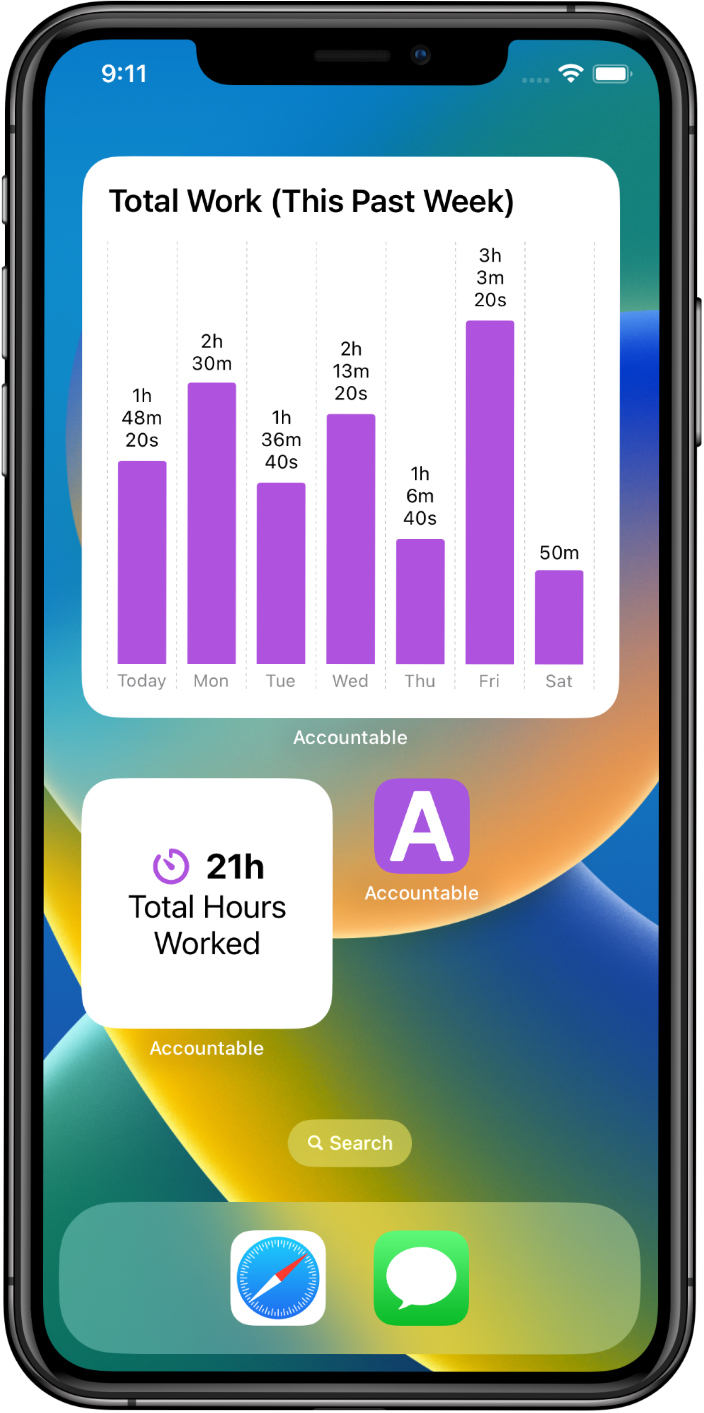 9:11
Total Work (This Past Week)
1h
48m
20s
2h
30m
1h
36m
40s
2h
13m
20s
1h
6m
40s
3h
3m
20s
50m
Today Mon Tue Wed Thu Fri Sat
Accountable
21h
Total Hours
Worked
Accountable
A
Accountable
Search